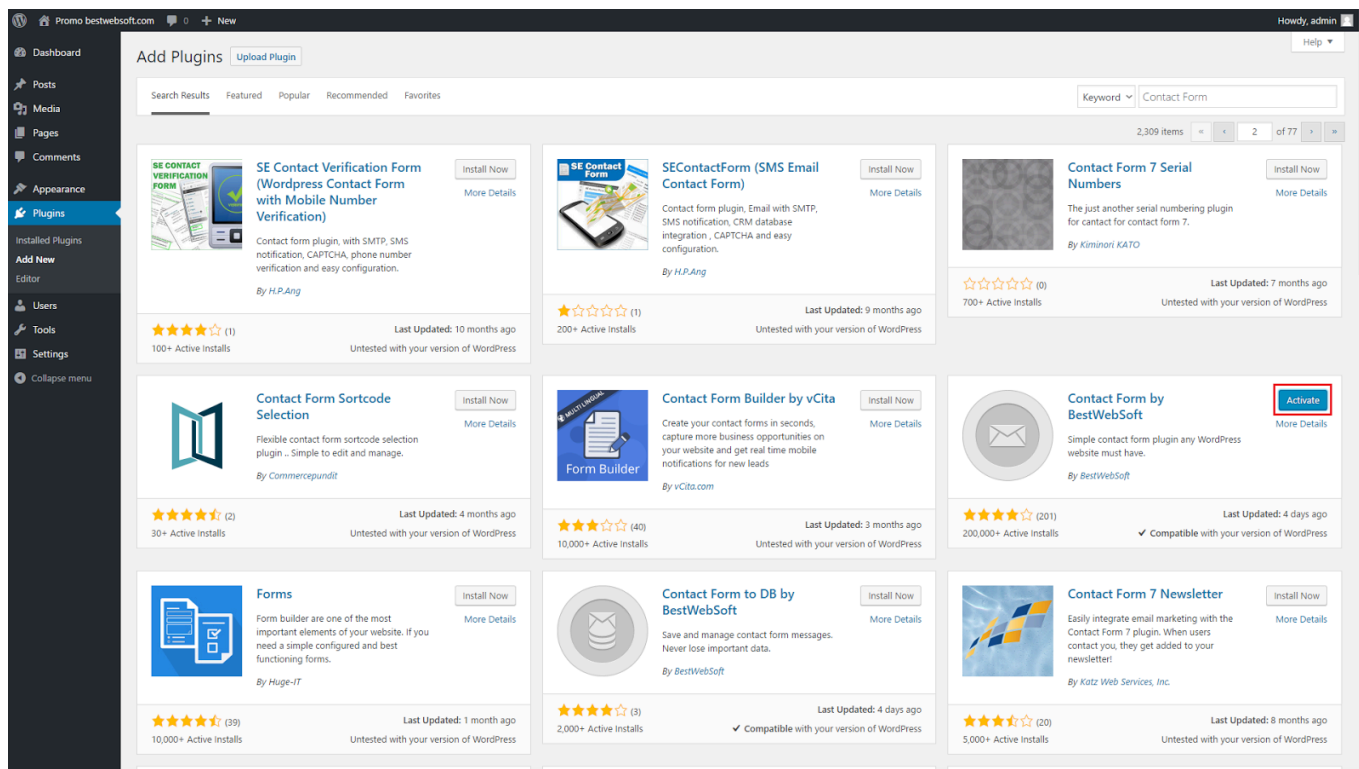 Promo bestwebsoft.com 0 + New Howdy, admin
Help
Dashboard
Posts
Media
Pages
Comments
Appearance
Plugins
Installed Plugins
Add New
Editor
Users
Tools
Settings
Collapse menu
Add Plugins Upload Plugin
Search Results Featured Popular Recommended Favorites Keyword Contact Form
2,309 items « ‹ 2 of 77 › »
SE CONTACT
VERIFICATION
FORM
SE Contact Verification Form
(Wordpress Contact Form
with Mobile Number
Verification)
Install Now
More Details
Contact form plugin, with SMTP, SMS
notification, CAPTCHA, phone number
verification and easy configuration.
By H.P.Ang
(1) Last Updated: 10 months ago
100+ Active Installs Untested with your version of WordPress
SE Contact
Form
SEContactForm (SMS Email
Contact Form)
Install Now
More Details
Contact form plugin, Email with SMTP,
SMS notification, CRM database
integration , CAPTCHA and easy
configuration.
By H.P.Ang
(1) Last Updated: 9 months ago
200+ Active Installs Untested with your version of WordPress
Contact Form 7 Serial
Numbers
Install Now
More Details
The just another serial numbering plugin
for cantact for contact form 7.
By Kiminori KATO
(0) Last Updated: 7 months ago
700+ Active Installs Untested with your version of WordPress
Contact Form Sortcode
Selection
Install Now
More Details
Flexible contact form sortcode selection
plugin .. Simple to edit and manage.
By Commercepundit
(2) Last Updated: 4 months ago
30+ Active Installs Untested with your version of WordPress
MULTILINGUAL
Form Builder
Contact Form Builder by vCita
Install Now
More Details
Create your contact forms in seconds,
capture more business opportunities on
your website and get real time mobile
notifications for new leads
By vCita.com
(40) Last Updated: 3 months ago
10,000+ Active Installs Untested with your version of WordPress
Contact Form by
BestWebSoft
Activate
More Details
Simple contact form plugin any WordPress
website must have.
By BestWebSoft
(201) Last Updated: 4 days ago
200,000+ Active Installs ✔ Compatible with your version of WordPress
Forms
Install Now
More Details
Form builder are one of the most
important elements of your website. If you
need a simple configured and best
functioning forms.
By Huge-IT
(39) Last Updated: 1 month ago
10,000+ Active Installs Untested with your version of WordPress
Contact Form to DB by
BestWebSoft
Install Now
More Details
Save and manage contact form messages.
Never lose important data.
By BestWebSoft
(3) Last Updated: 4 days ago
2,000+ Active Installs ✔ Compatible with your version of WordPress
Contact Form 7 Newsletter
Install Now
More Details
Easily integrate email marketing with the
Contact Form 7 plugin. When users
contact you, they get added to your
newsletter!
By Katz Web Services, Inc.
(20) Last Updated: 8 months ago
5,000+ Active Installs Untested with your version of WordPress